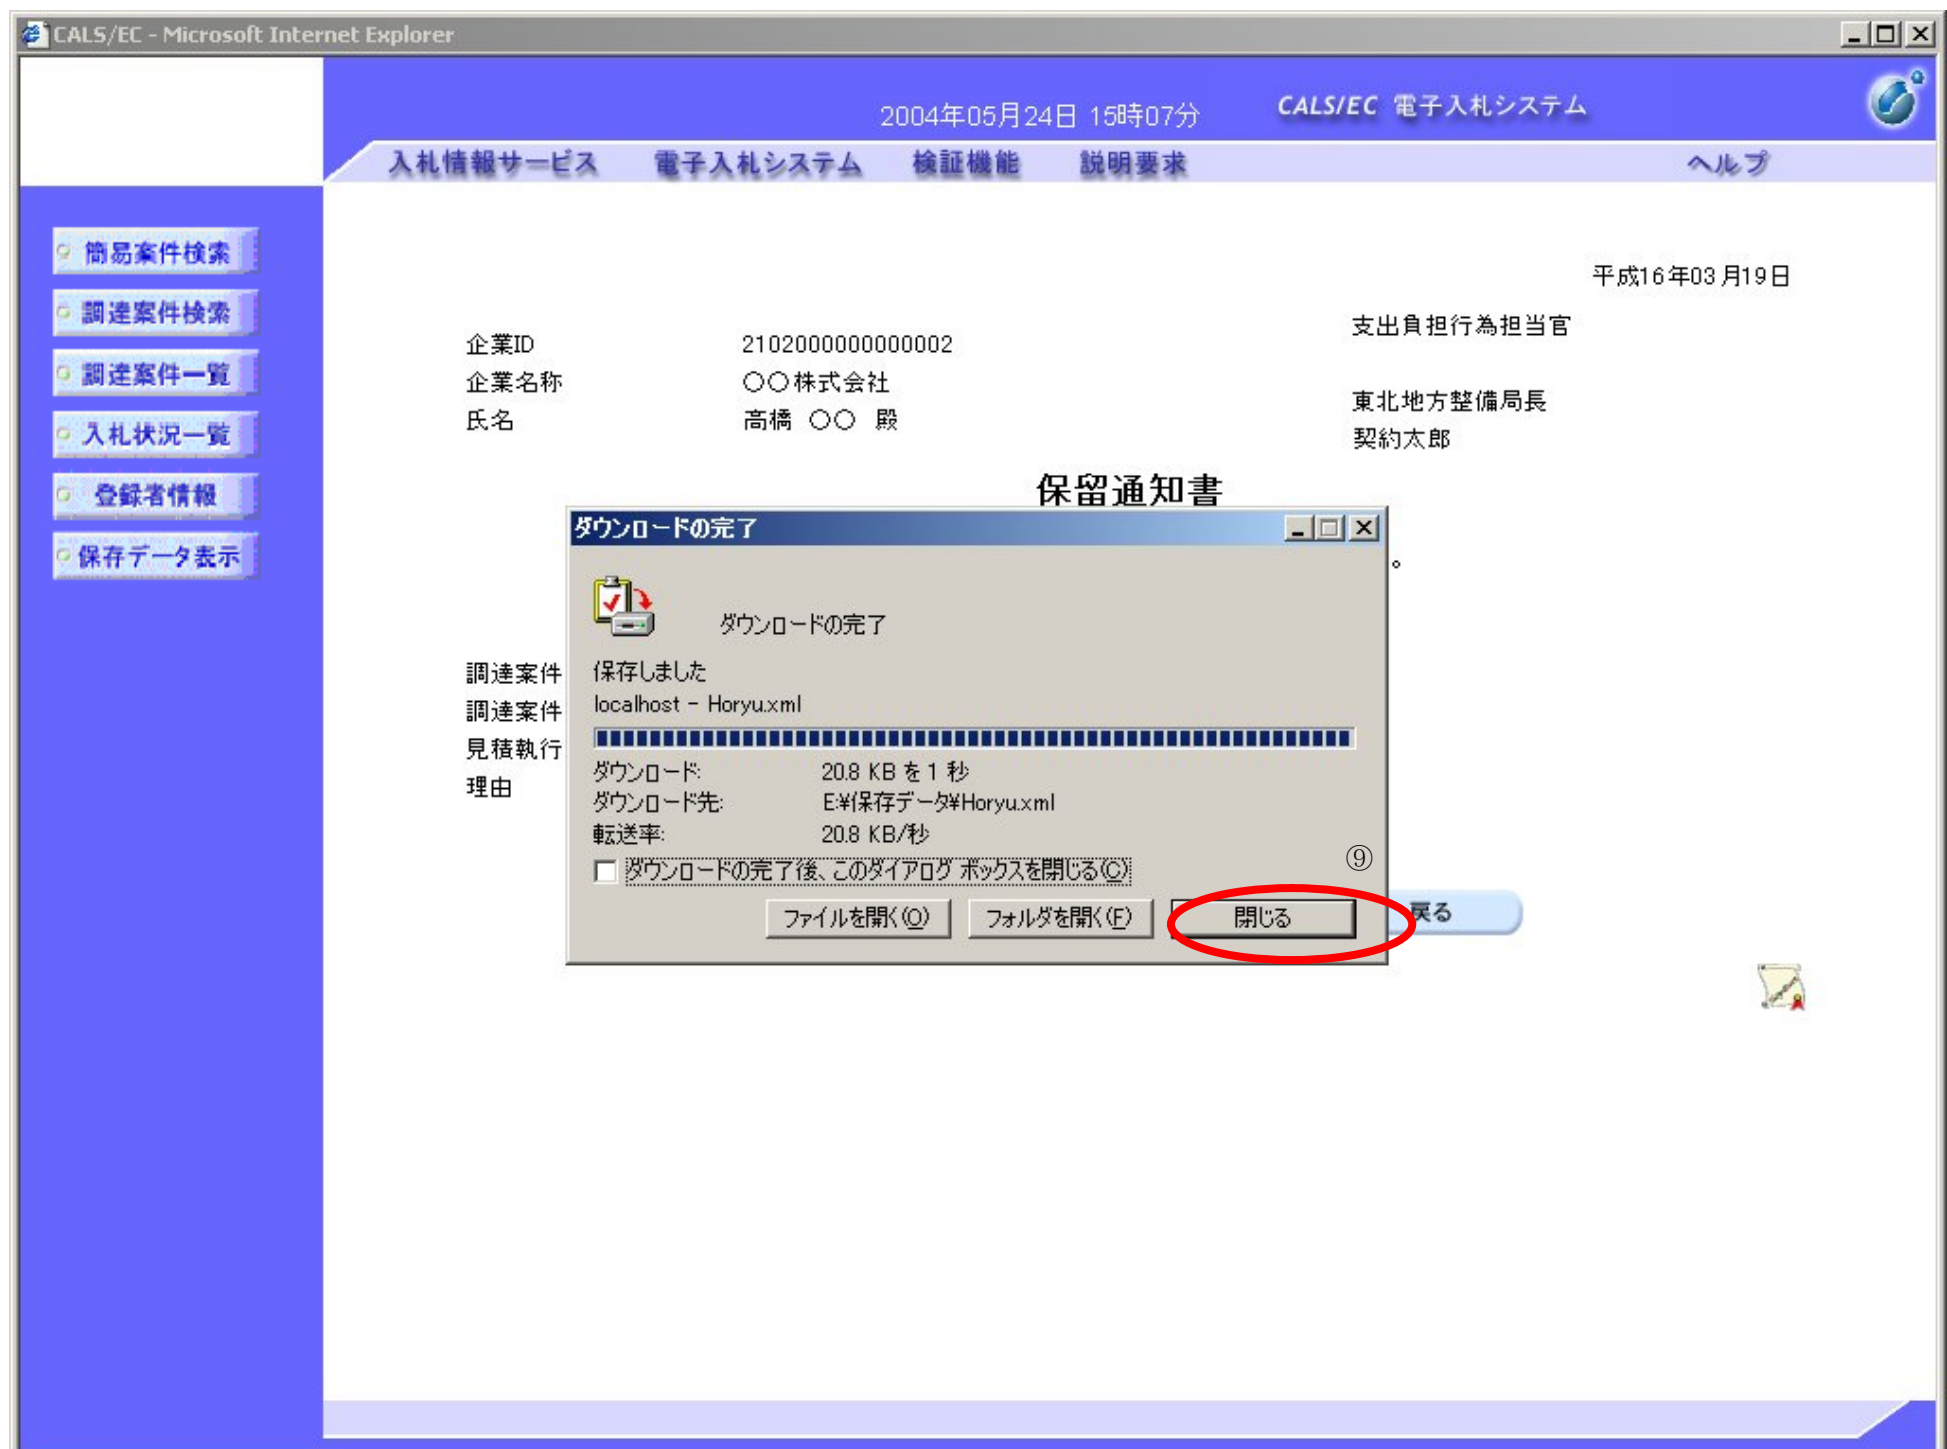 CALS/EC - Microsoft Internet Explorer
2004年05月24日 15時07分
CALS/EC 電子入札システム
入札情報サービス 電子入札システム 検証機能 説明要求 ヘルプ
簡易案件検索
調達案件検索
調達案件一覧
入札状況一覧
登録者情報
保存データ表示
平成16年03月19日
支出負担行為担当官
企業ID 2102000000000002
企業名称 〇〇株式会社
東北地方整備局長
氏名 高橋 〇〇 殿
契約太郎
保留通知書
。
ダウンロードの完了
ダウンロードの完了
調達案件
保存しました
調達案件
localhost - Horyu.xml
見積執行
理由
ダウンロード: 20.8 KB を 1 秒
ダウンロード先: E:¥保存データ¥Horyu.xml
転送率: 20.8 KB/秒
⑨
ダウンロードの完了後、このダイアログ ボックスを閉じる(C)
ファイルを開く(O) フォルダを開く(F) 閉じる
戻る